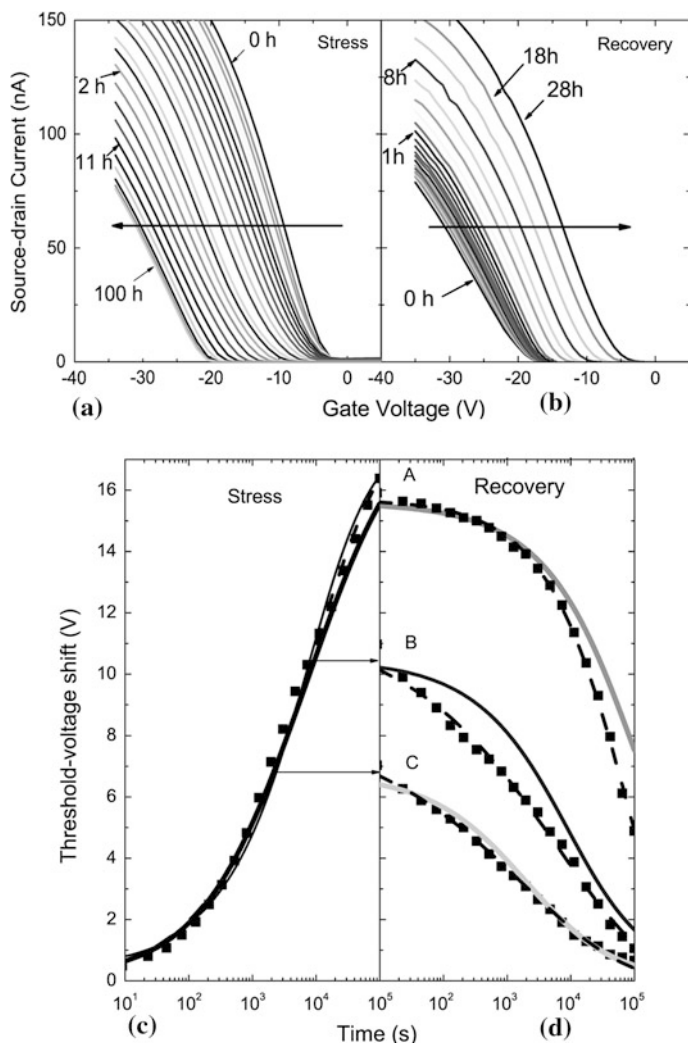 150
100
50
0
Source-drain Current (nA)
0 h
Stress
2 h
11 h
100 h
Recovery
18h
8h
28h
1h
0 h
-40 -30 -20 -10 0 40 -30 -20 -10 0
(a) Gate Voltage (V) (b)
16
14
12
10
8
6
4
2
0
Threshold-voltage shift (V)
Stress
A
Recovery
B
C
10¹ 10² 10³ 10⁴ 10⁵ 10² 10³ 10⁴ 10⁵
(c) Time (s) (d)